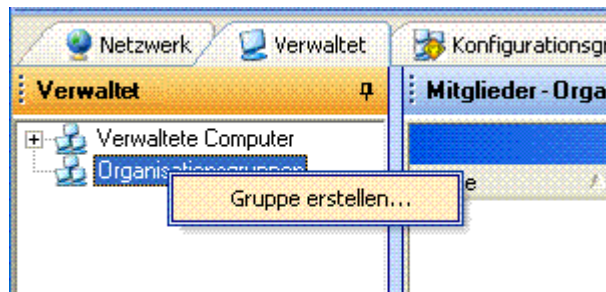 Netzwerk Verwaltet Konfigurationsgr
Verwaltet Mitglieder - Orga
Verwaltete Computer
Organisationsgruppen
Gruppe erstellen...